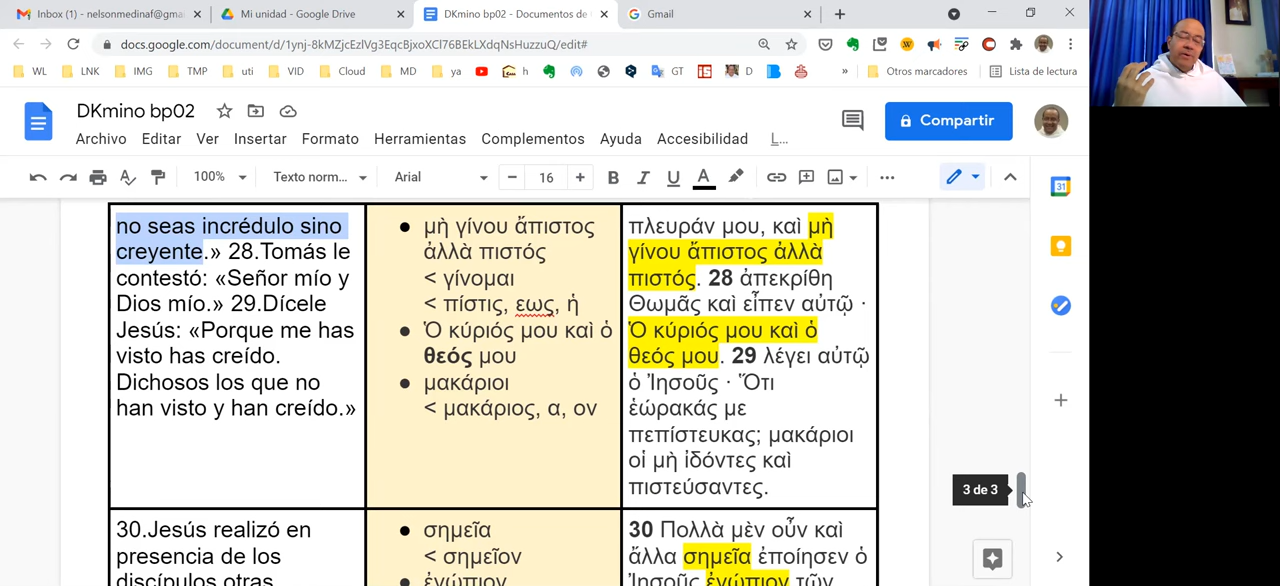 Inbox (1) - nelsonmedinaf@gma
Mi unidad - Google Drive
DKmino bp02 - Documentos de
Gmail
docs.google.com/document/d/1ynj-8kMZjcEzlVg3EqcBjxoXCl76BEkLXdqNsHuzzuQ/edit#
WL LNK IMG TMP uti VID Cloud MD ya h GT D » Otros marcadores Lista de lectura
DKmino bp02
Compartir
Archivo Editar Ver Insertar Formato Herramientas Complementos Ayuda Accesibilidad L...
100% Texto norm... Arial − 16 + B I U A
no seas incrédulo sino
creyente.» 28.Tomás le
contestó: «Señor mío y
Dios mío.» 29.Dícele
Jesús: «Porque me has
visto has creído.
Dichosos los que no
han visto y han creído.»
● μὴ γίνου ἄπιστος
ἀλλὰ πιστός
< γίνομαι
< πίστις, εως, ἡ
● Ὁ κύριός μου καὶ ὁ
θεός μου
● μακάριοι
< μακάριος, α, ον
πλευράν μου, καὶ μὴ
γίνου ἄπιστος ἀλλὰ
πιστός. 28 ἀπεκρίθη
Θωμᾶς καὶ εἶπεν αὐτῷ ·
Ὁ κύριός μου καὶ ὁ
θεός μου. 29 λέγει αὐτῷ
ὁ Ἰησοῦς · Ὅτι
ἑώρακάς με
πεπίστευκας; μακάριοι
οἱ μὴ ἰδόντες καὶ
πιστεύσαντες.
3 de 3
30.Jesús realizó en
presencia de los
discípulos otras
● σημεῖα
< σημεῖον
● ἐνώπιον
30 Πολλὰ μὲν οὖν καὶ
ἄλλα σημεῖα ἐποίησεν ὁ
Ἰησοῦς ἐνώπιον τῶν